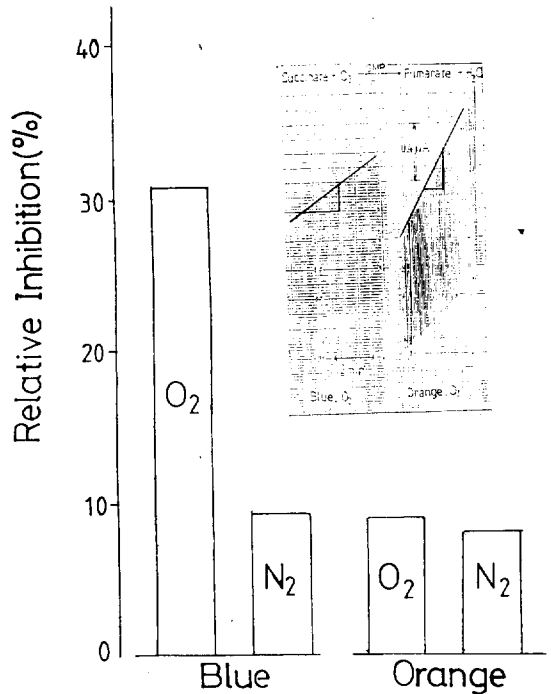 Relative Inhibition (%)
40
30
20
10
0
O₂
N₂
O₂
N₂
Blue
Orange
Succinate + O₂ → Fumarate + H₂O
Blue, O₂
Orange, O₂